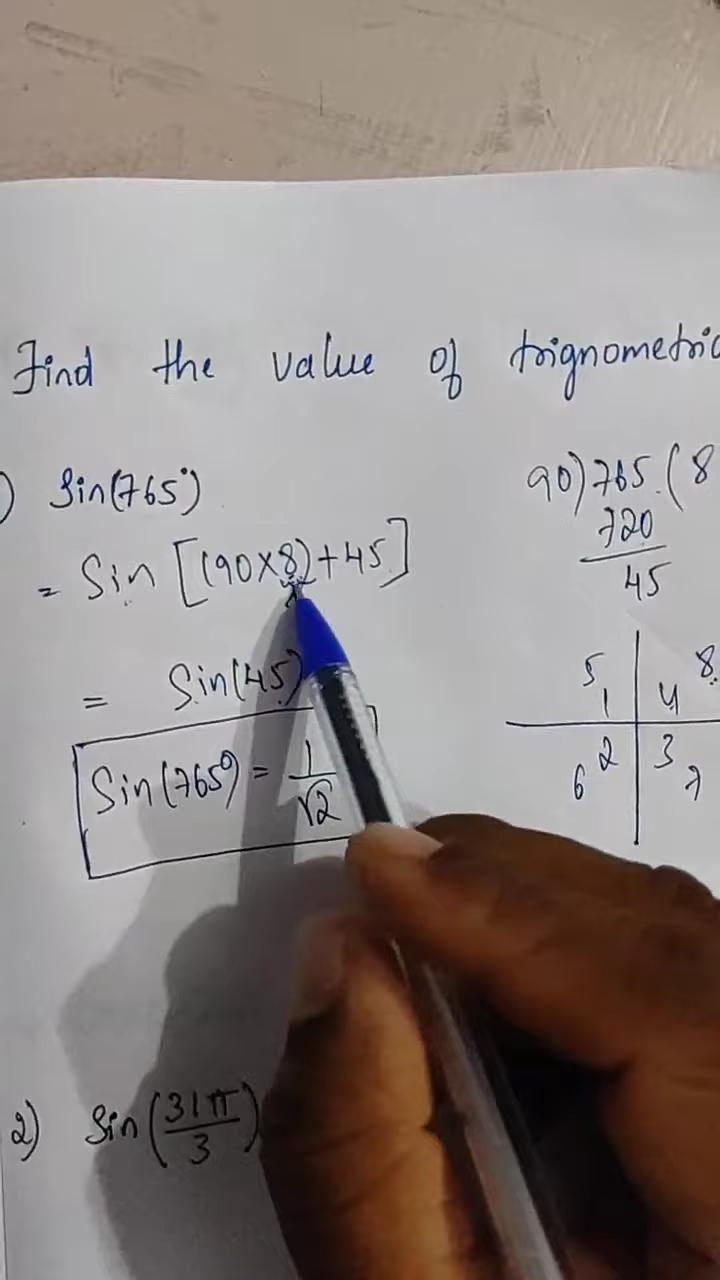 Find the value of trignometric
) Sin(765°)
= Sin [(90×8)+45]
= Sin(45)
Sin(765°) = 1/√2
90)765(8
720
45
5 1 4 8
6 2 3 7
2) Sin(31π/3)